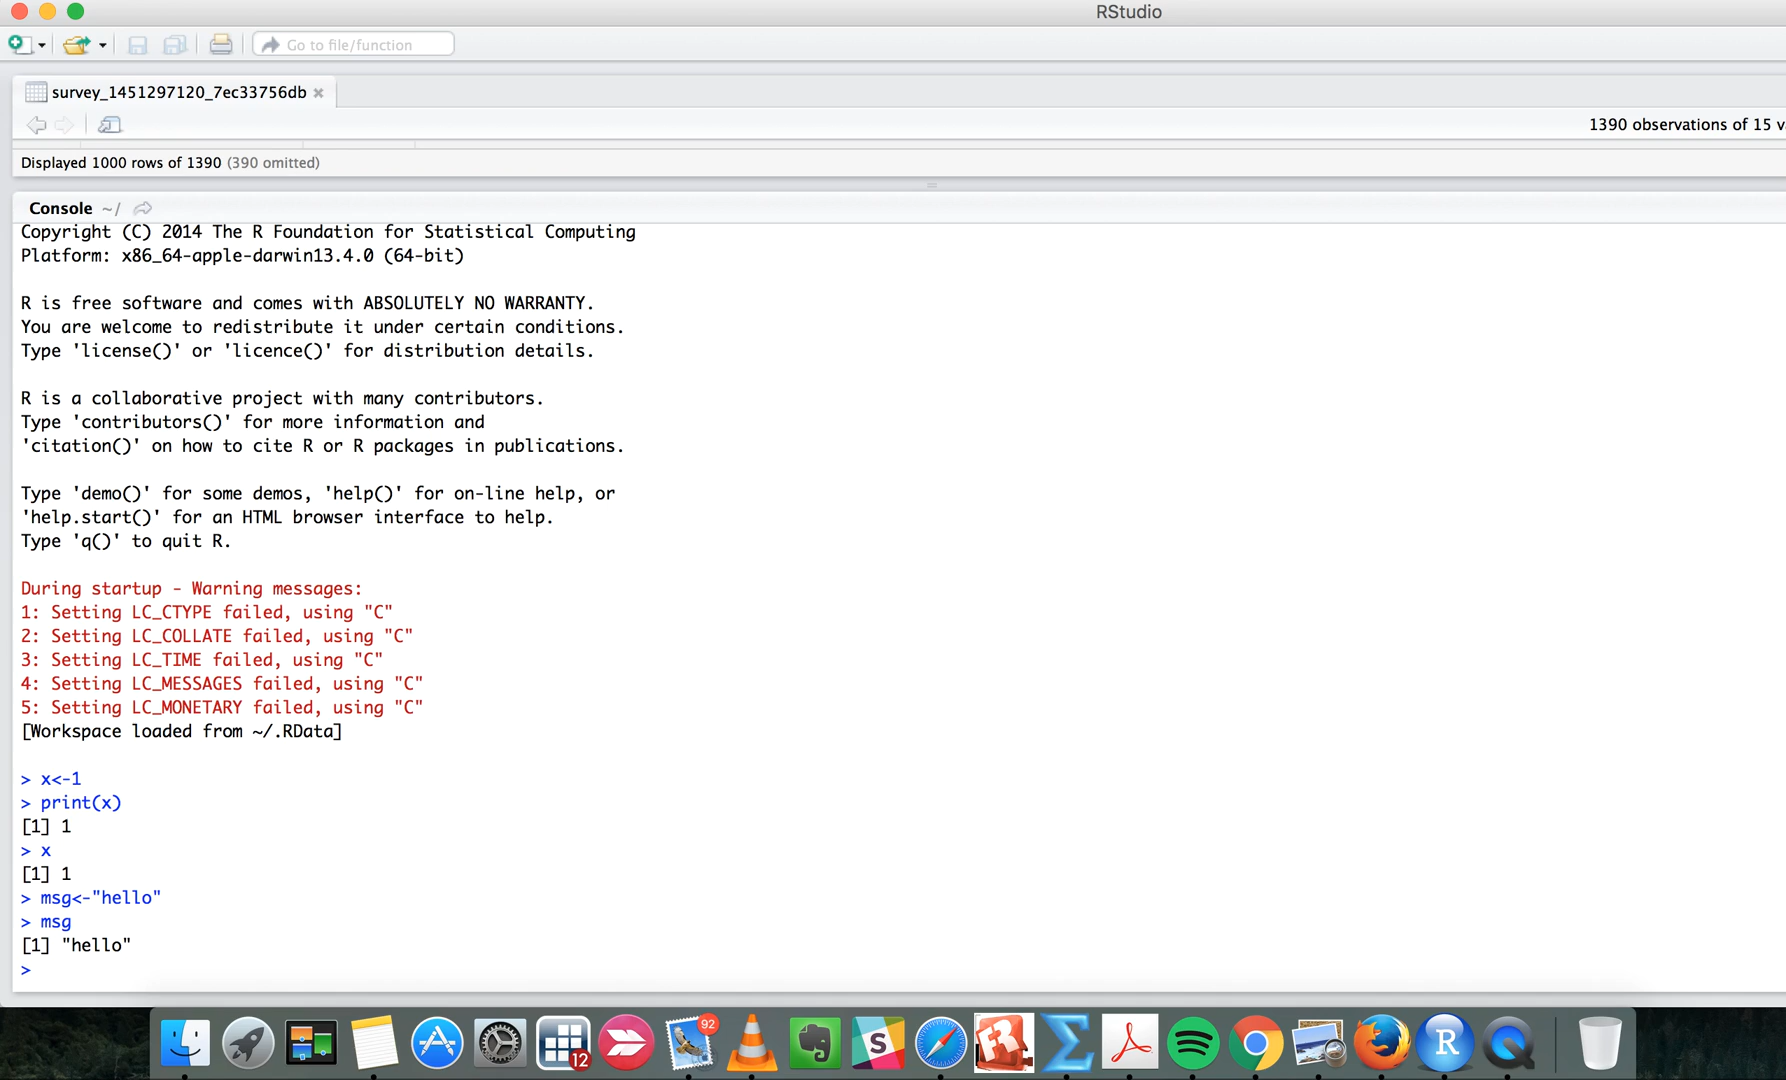 RStudio
Go to file/function
survey_1451297120_7ec33756db
1390 observations of 15 v
Displayed 1000 rows of 1390 (390 omitted)
Console ~/
Copyright (C) 2014 The R Foundation for Statistical Computing
Platform: x86_64-apple-darwin13.4.0 (64-bit)
R is free software and comes with ABSOLUTELY NO WARRANTY.
You are welcome to redistribute it under certain conditions.
Type 'license()' or 'licence()' for distribution details.
R is a collaborative project with many contributors.
Type 'contributors()' for more information and
'citation()' on how to cite R or R packages in publications.
Type 'demo()' for some demos, 'help()' for on-line help, or
'help.start()' for an HTML browser interface to help.
Type 'q()' to quit R.
During startup - Warning messages:
1: Setting LC_CTYPE failed, using "C"
2: Setting LC_COLLATE failed, using "C"
3: Setting LC_TIME failed, using "C"
4: Setting LC_MESSAGES failed, using "C"
5: Setting LC_MONETARY failed, using "C"
[Workspace loaded from ~/.RData]
> x<-1
> print(x)
[1] 1
> x
[1] 1
> msg<-"hello"
> msg
[1] "hello"
>
12
92
S
FR
R